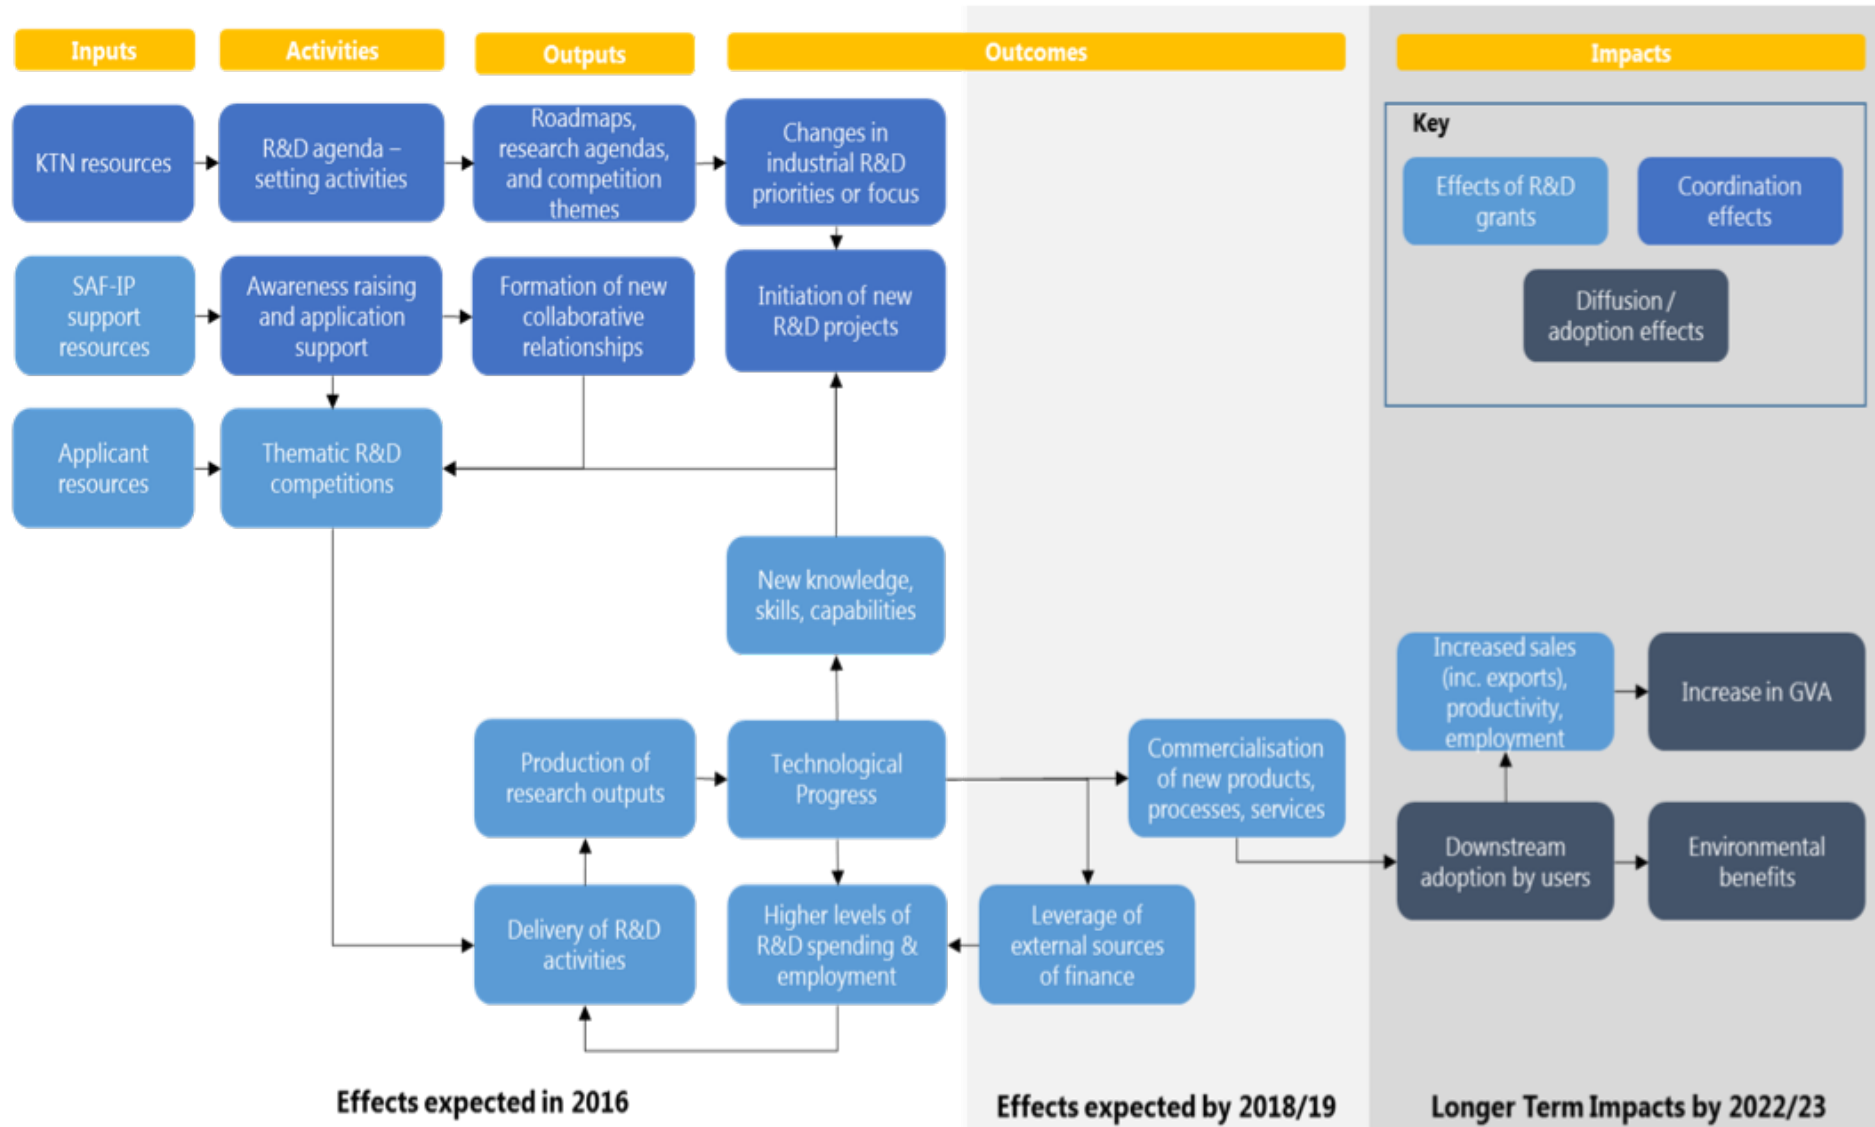 Inputs
Activities
Outputs
Outcomes
Impacts
KTN resources
R&D agenda –
setting activities
Roadmaps,
research agendas,
and competition
themes
Changes in
industrial R&D
priorities or focus
Key
Effects of R&D
grants
Coordination
effects
Diffusion /
adoption effects
SAF-IP
support
resources
Awareness raising
and application
support
Formation of new
collaborative
relationships
Initiation of new
R&D projects
Applicant
resources
Thematic R&D
competitions
New knowledge,
skills, capabilities
Increased sales
(inc. exports),
productivity,
employment
Increase in GVA
Production of
research outputs
Technological
Progress
Commercialisation
of new products,
processes, services
Downstream
adoption by users
Environmental
benefits
Delivery of R&D
activities
Higher levels of
R&D spending &
employment
Leverage of
external sources
of finance
Effects expected in 2016
Effects expected by 2018/19
Longer Term Impacts by 2022/23